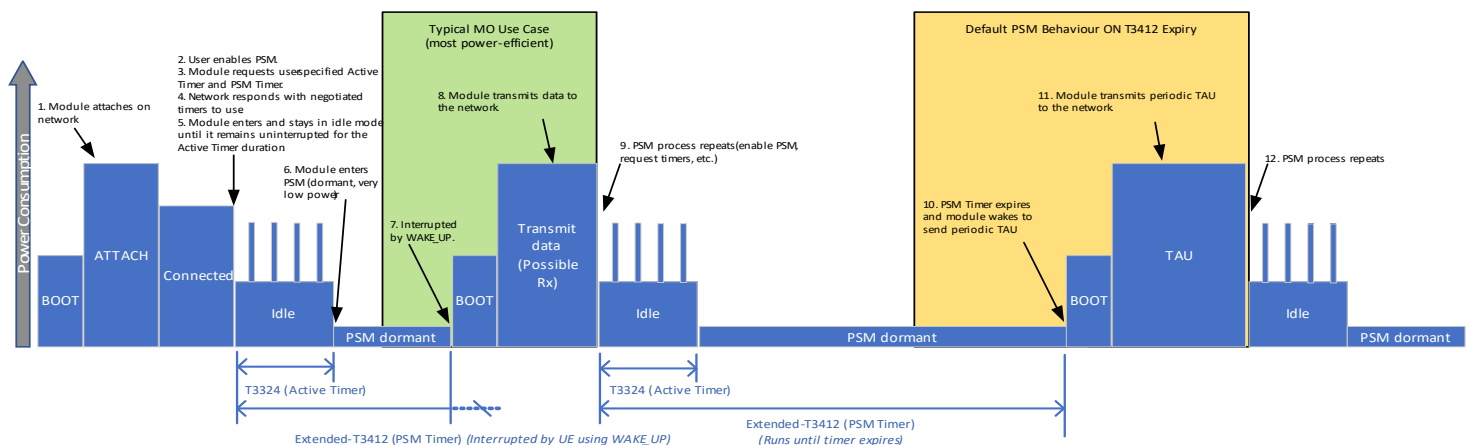 Typical MO Use Case
(most power-efficient)
Default PSM Behaviour ON T3412 Expiry
Power Consumption
1. Module attaches on
network
2. User enables PSM.
3. Module requests userspecified Active
Timer and PSM Timer.
4. Network responds with negotiated
timers to use
5. Module enters and stays in idle mode
until it remains uninterrupted for the
Active Timer duration
6. Module enters
PSM (dormant, very
low power)
7. Interrupted
by WAKE_UP.
8. Module transmits data to
the network
9. PSM process repeats(enable PSM,
request timers, etc.)
10. PSM Timer expires
and module wakes to
send periodic TAU
11. Module transmits periodic TAU
to the network
12. PSM process repeats
BOOT
ATTACH
Connected
Idle
PSM dormant
BOOT
Transmit
data
(Possible
Rx)
Idle
PSM dormant
BOOT
TAU
Idle
PSM dormant
T3324 (Active Timer)
T3324 (Active Timer)
Extended-T3412 (PSM Timer) (Interrupted by UE using WAKE_UP)
Extended-T3412 (PSM Timer)
(Runs until timer expires)